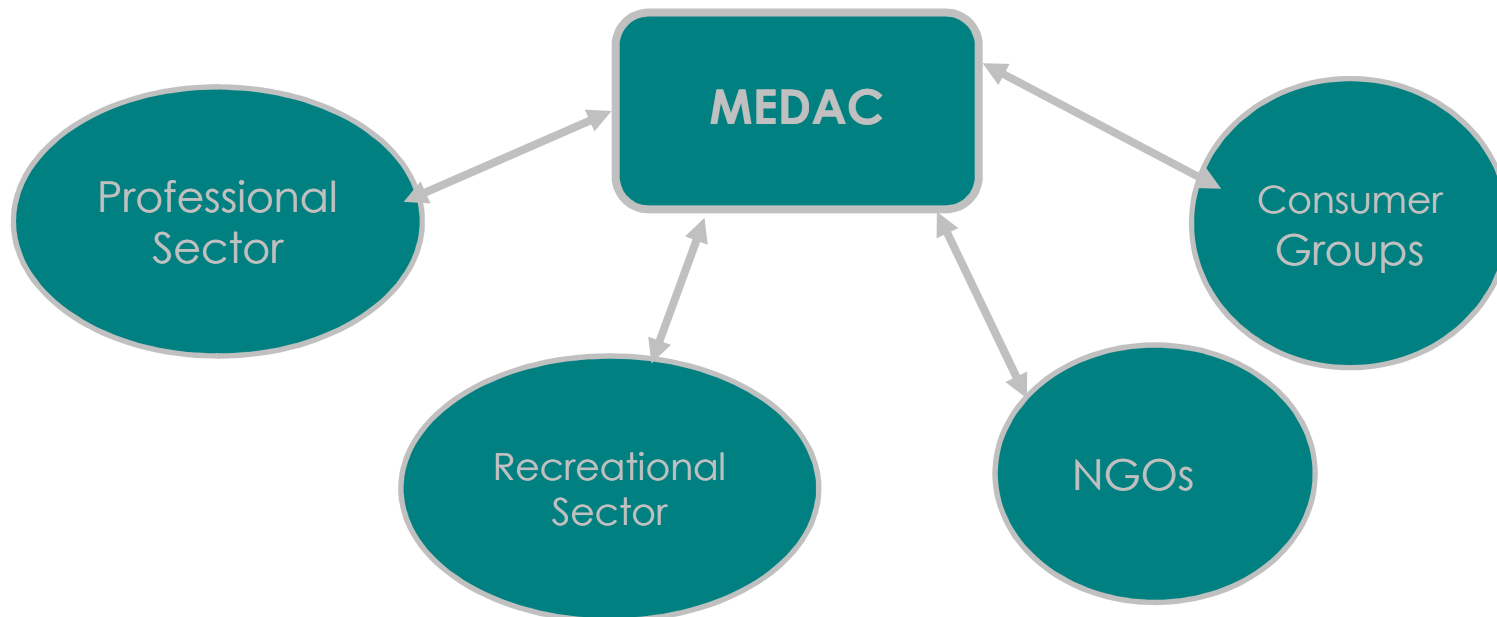 MEDAC
Professional
Sector
Consumer
Groups
Recreational
Sector
NGOs